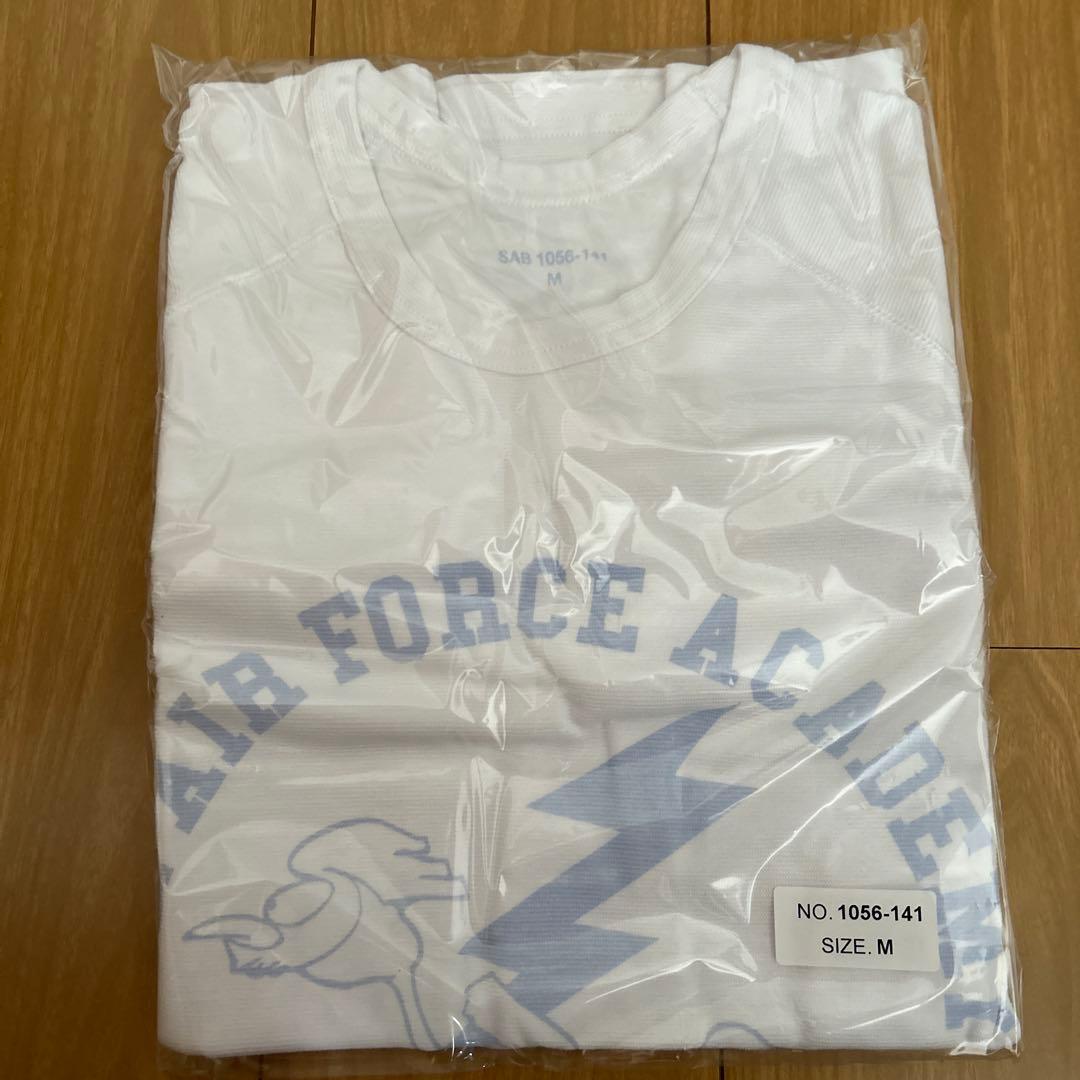 SAB 1056-141
M
AIR FORCE ACADEMY
NO. 1056-141
SIZE. M